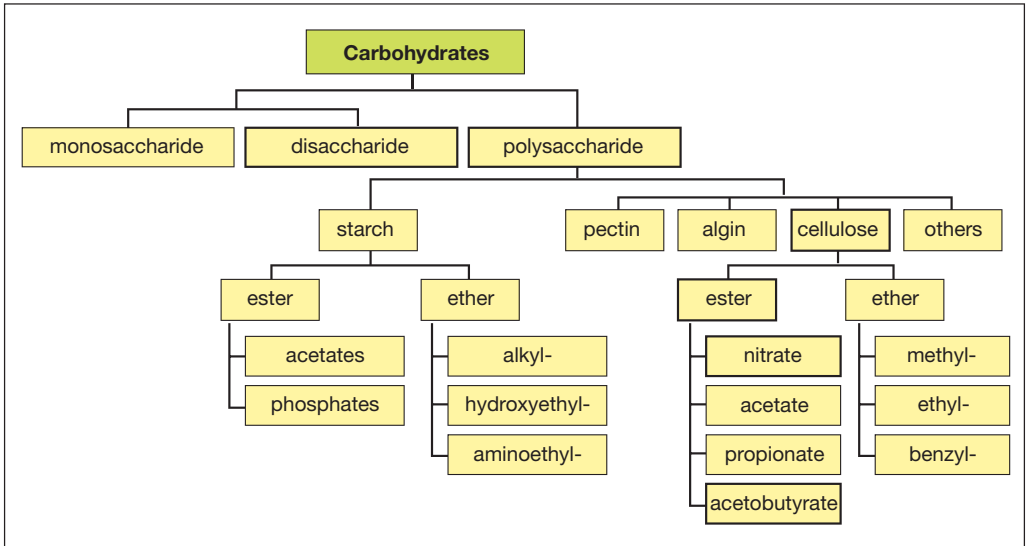 Carbohydrates
monosaccharide
disaccharide
polysaccharide
starch
pectin
algin
cellulose
others
ester
ether
ester
ether
acetates
alkyl-
nitrate
methyl-
phosphates
hydroxyethyl-
acetate
ethyl-
aminoethyl-
propionate
benzyl-
acetobutyrate